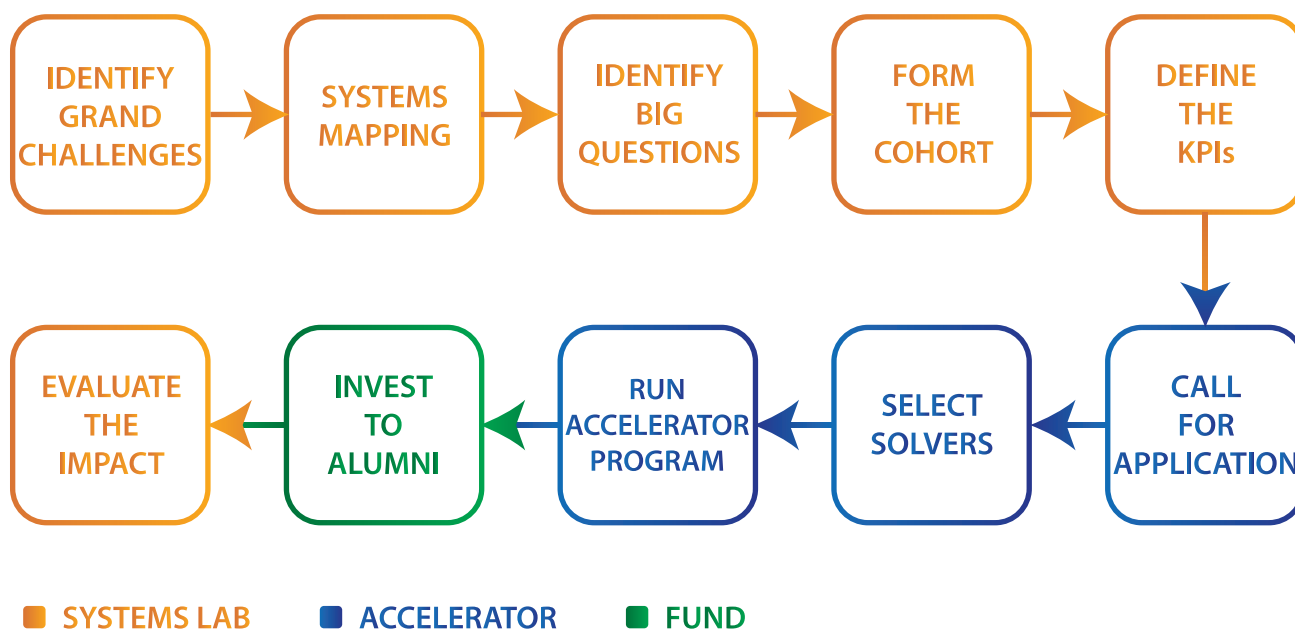 IDENTIFY
GRAND
CHALLENGES
SYSTEMS
MAPPING
IDENTIFY
BIG
QUESTIONS
FORM
THE
COHORT
DEFINE
THE
KPIs
CALL
FOR
APPLICATION
SELECT
SOLVERS
RUN
ACCELERATOR
PROGRAM
INVEST
TO
ALUMNI
EVALUATE
THE
IMPACT
SYSTEMS LAB
ACCELERATOR
FUND